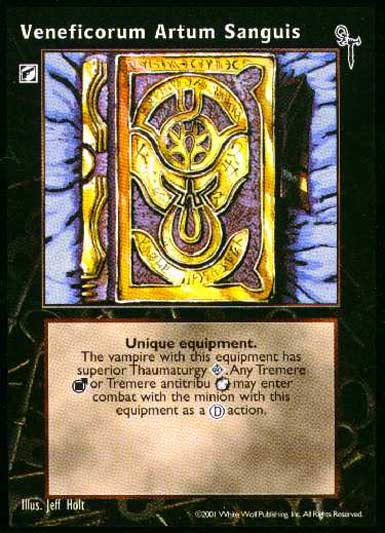 Veneficorum Artum Sanguis
Unique equipment.
The vampire with this equipment has
superior Thaumaturgy . Any Tremere
or Tremere antitribu may enter
combat with the minion with this
equipment as a D action.
Illus. Jeff Holt
©2001 White Wolf Publishing, Inc. All Rights Reserved.